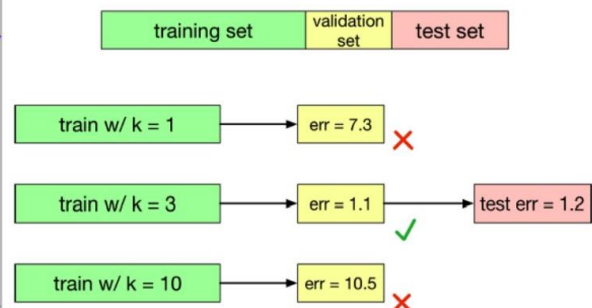 training set
validation
set
test set
train w/ k = 1
err = 7.3
train w/ k = 3
err = 1.1
test err = 1.2
train w/ k = 10
err = 10.5